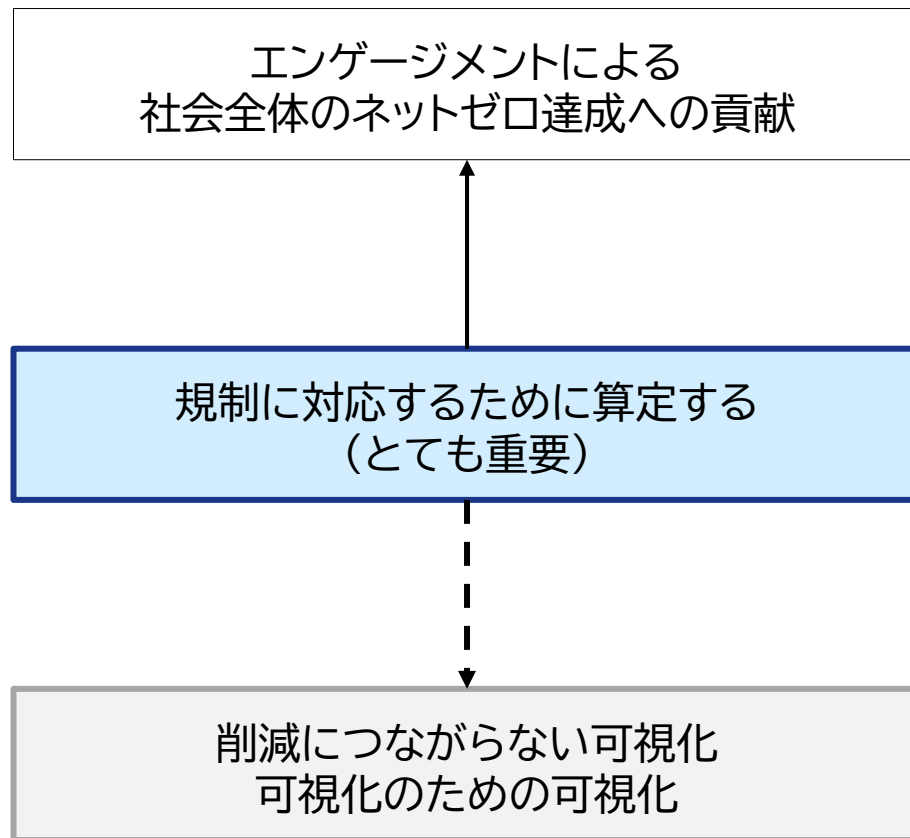 エンゲージメントによる
社会全体のネットゼロ達成への貢献
規制に対応するために算定する
（とても重要）
削減につながらない可視化
可視化のための可視化